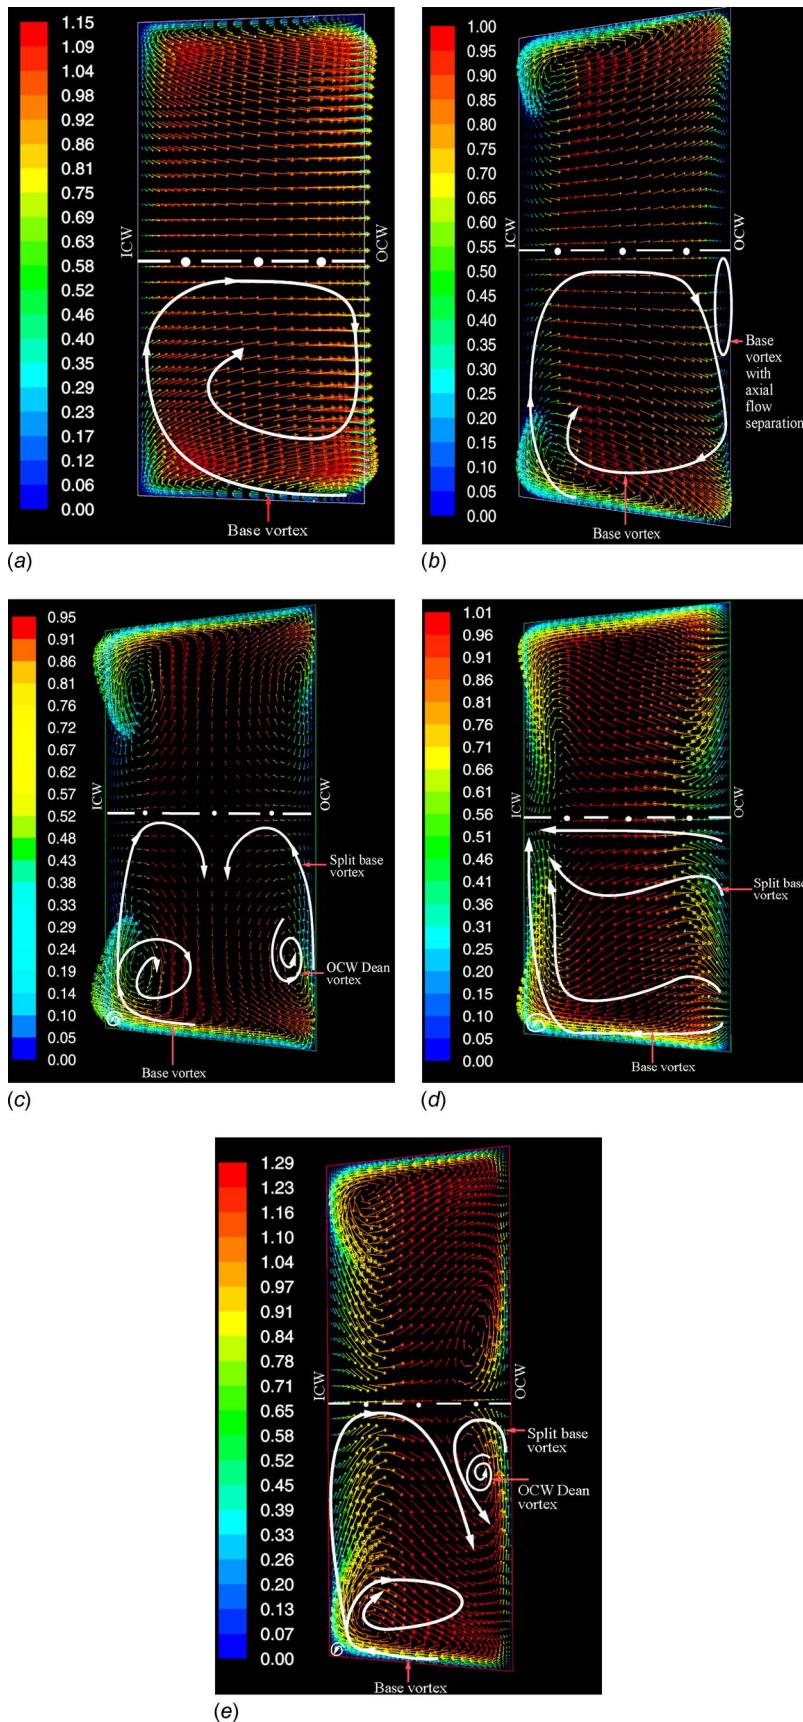 1.15
1.09
1.04
0.98
0.92
0.86
0.81
0.75
0.69
0.63
0.58
0.52
0.46
0.40
0.35
0.29
0.23
0.17
0.12
0.06
0.00
ICW
OCW
Base vortex
(a)
1.00
0.95
0.90
0.85
0.80
0.75
0.70
0.65
0.60
0.55
0.50
0.45
0.40
0.35
0.30
0.25
0.20
0.15
0.10
0.05
0.00
ICW
OCW
Base
vortex
with
axial
flow
separation
Base vortex
(b)
0.95
0.91
0.86
0.81
0.76
0.72
0.67
0.62
0.57
0.52
0.48
0.43
0.38
0.33
0.29
0.24
0.19
0.14
0.10
0.05
0.00
ICW
OCW
Split base
vortex
OCW Dean
vortex
Base vortex
(c)
1.01
0.96
0.91
0.86
0.81
0.76
0.71
0.66
0.61
0.56
0.51
0.46
0.41
0.35
0.30
0.25
0.20
0.15
0.10
0.05
0.00
ICW
OCW
Split base
vortex
Base vortex
(d)
1.29
1.23
1.16
1.10
1.04
0.97
0.91
0.84
0.78
0.71
0.65
0.58
0.52
0.45
0.39
0.33
0.26
0.20
0.13
0.07
0.00
ICW
OCW
Split base
vortex
OCW Dean
vortex
Base vortex
(e)